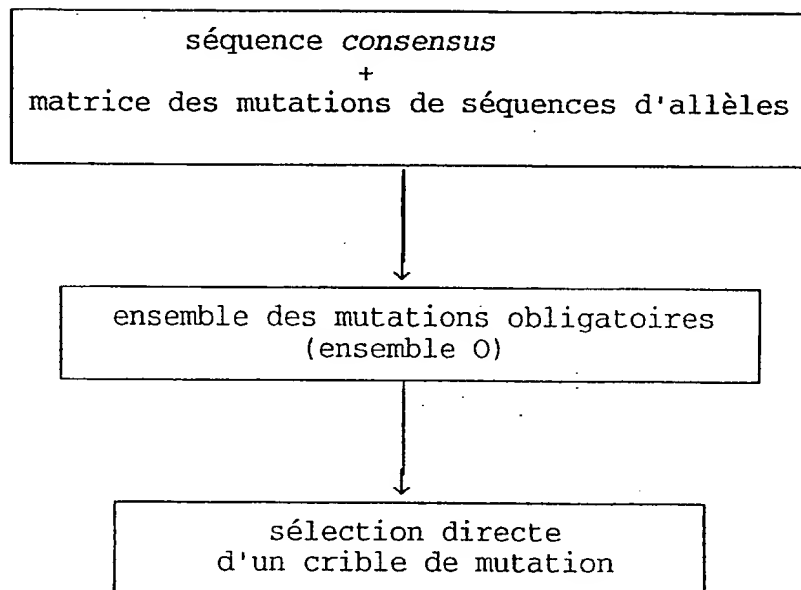 séquence consensus
+
matrice des mutations de séquences d'allèles
ensemble des mutations obligatoires
(ensemble O)
sélection directe
d'un crible de mutation